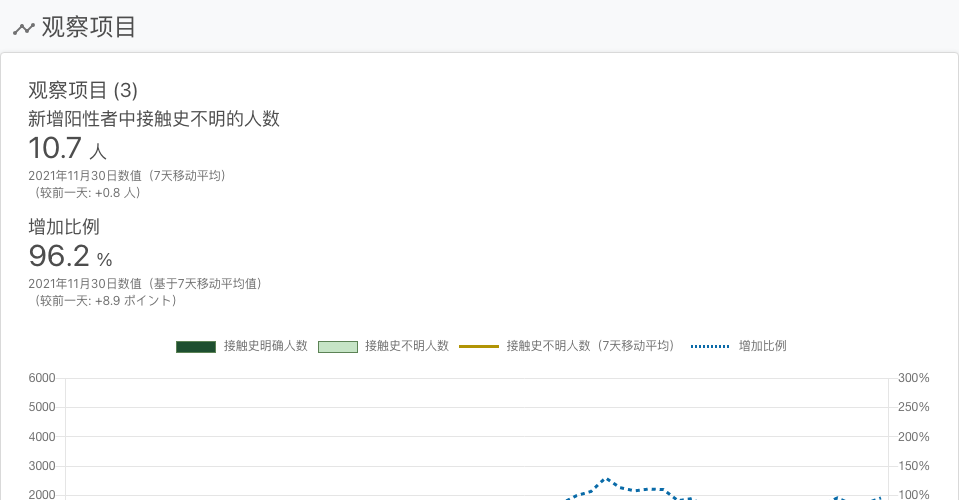 观察项目
观察项目 (3)
新增阳性者中接触史不明的人数
10.7 人
2021年11月30日数值（7天移动平均）
（较前一天: +0.8 人）
增加比例
96.2 %
2021年11月30日数值（基于7天移动平均值）
（较前一天: +8.9 ポイント）
接触史明确人数 接触史不明人数 接触史不明人数（7天移动平均） 增加比例
6000 300%
5000 250%
4000 200%
3000 150%
2000 100%